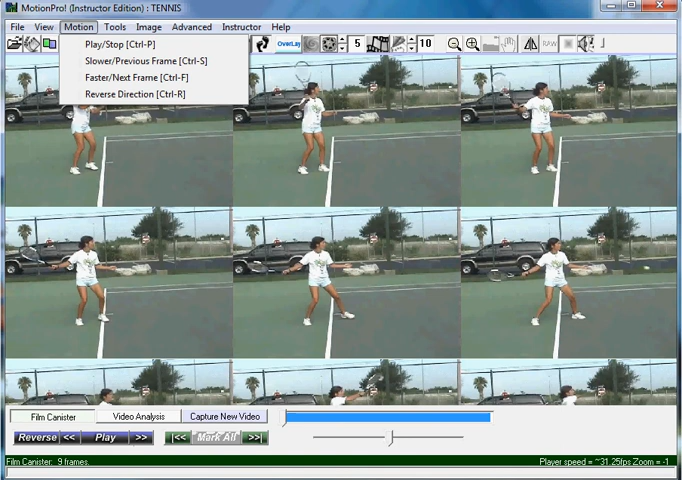 MotionPro! (Instructor Edition) : TENNIS
File View Motion Tools Image Advanced Instructor Help
Play/Stop [Ctrl-P]
Slower/Previous Frame [Ctrl-S]
Faster/Next Frame [Ctrl-F]
Reverse Direction [Ctrl-R]
OverLay 5 10 RAW
Film Canister Video Analysis Capture New Video
Reverse << Play >> |<< Mark All >>|
Film Canister: 9 frames. Player speed = ~31.25fps Zoom = -1